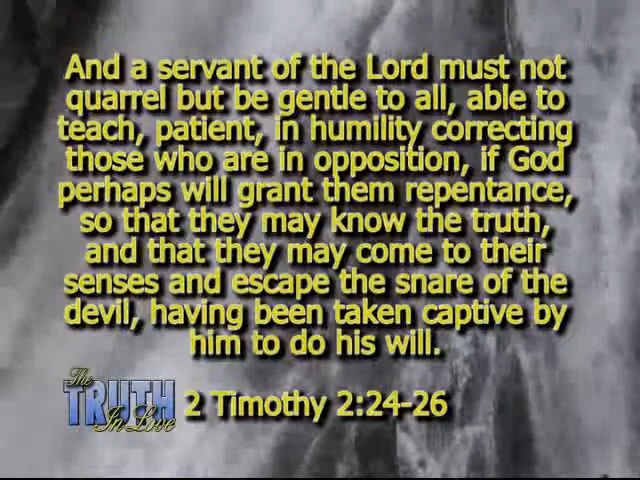 And a servant of the Lord must not
quarrel but be gentle to all, able to
teach, patient, in humility correcting
those who are in opposition, if God
perhaps will grant them repentance,
so that they may know the truth,
and that they may come to their
senses and escape the snare of the
devil, having been taken captive by
him to do his will.
The
TRUTH
In Love
2 Timothy 2:24-26